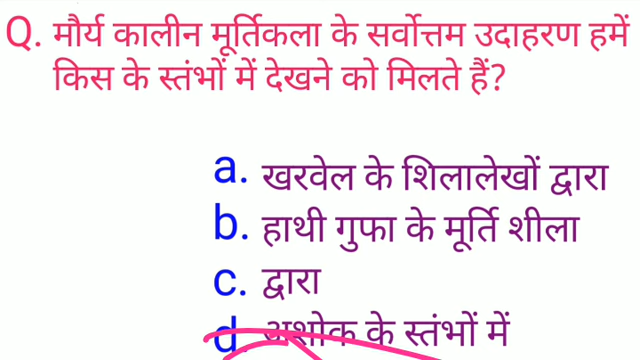 Q. मौर्य कालीन मूर्तिकला के सर्वोत्तम उदाहरण हमें
किस के स्तंभों में देखने को मिलते हैं?
a. खरवेल के शिलालेखों द्वारा
b. हाथी गुफा के मूर्ति शीला
c. द्वारा
d. अशोक के स्तंभों में